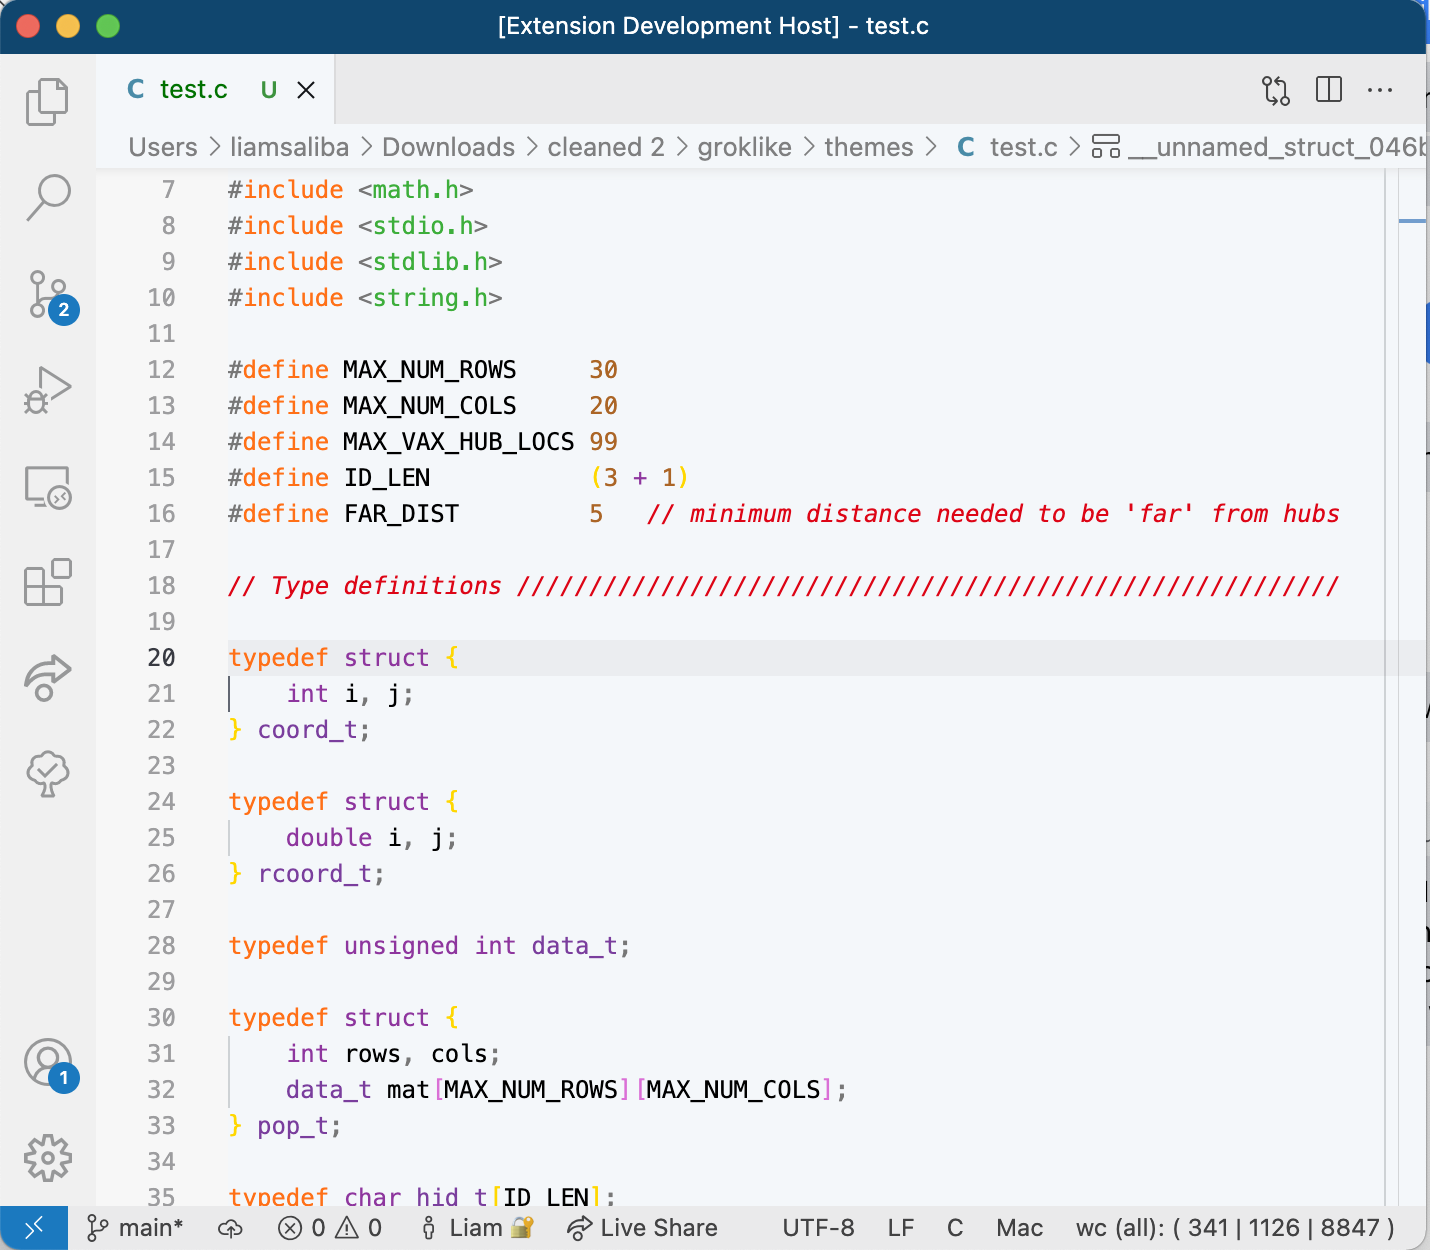 [Extension Development Host] - test.c
C test.c U
Users > liamsaliba > Downloads > cleaned 2 > groklike > themes > C test.c > __unnamed_struct_046b
7 #include <math.h>
8 #include <stdio.h>
9 #include <stdlib.h>
10 #include <string.h>
11
12 #define MAX_NUM_ROWS     30
13 #define MAX_NUM_COLS     20
14 #define MAX_VAX_HUB_LOCS 99
15 #define ID_LEN           (3 + 1)
16 #define FAR_DIST         5   // minimum distance needed to be 'far' from hubs
17
18 // Type definitions /////////////////////////////////////////////////////////
19
20 typedef struct {
21     int i, j;
22 } coord_t;
23
24 typedef struct {
25     double i, j;
26 } rcoord_t;
27
28 typedef unsigned int data_t;
29
30 typedef struct {
31     int rows, cols;
32     data_t mat[MAX_NUM_ROWS][MAX_NUM_COLS];
33 } pop_t;
34
35 typedef char hid_t[ID_LEN];
2
1
main* 0 0 Liam Live Share UTF-8 LF C Mac wc (all): ( 341 | 1126 | 8847 )